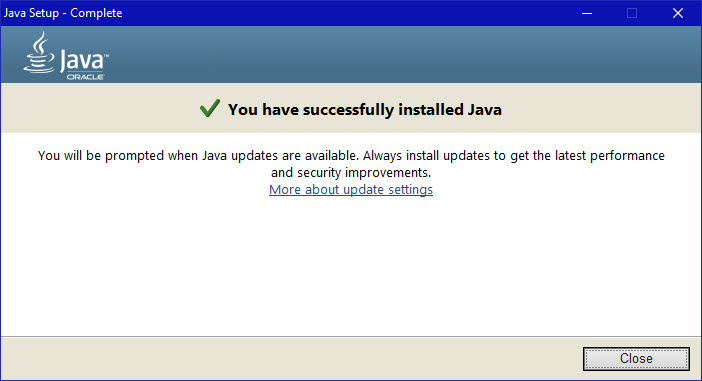 Java Setup - Complete
Java™
ORACLE
You have successfully installed Java
You will be prompted when Java updates are available. Always install updates to get the latest performance
and security improvements.
More about update settings
Close